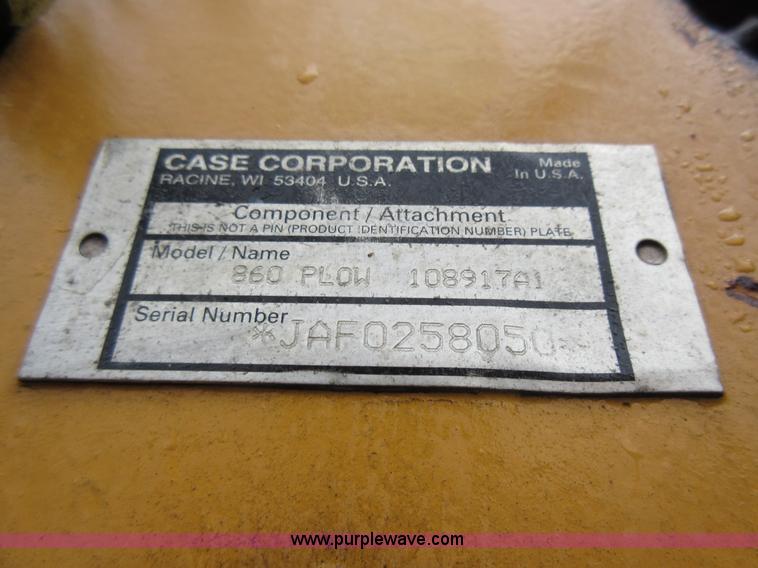 CASE CORPORATION
Made
RACINE, WI 53404 U.S.A.
In U.S.A.
Component / Attachment
THIS IS NOT A PIN (PRODUCT IDENTIFICATION NUMBER) PLATE
Model / Name
860 PLOW 108917A1
Serial Number
*JAF0258050*
www.purplewave.com